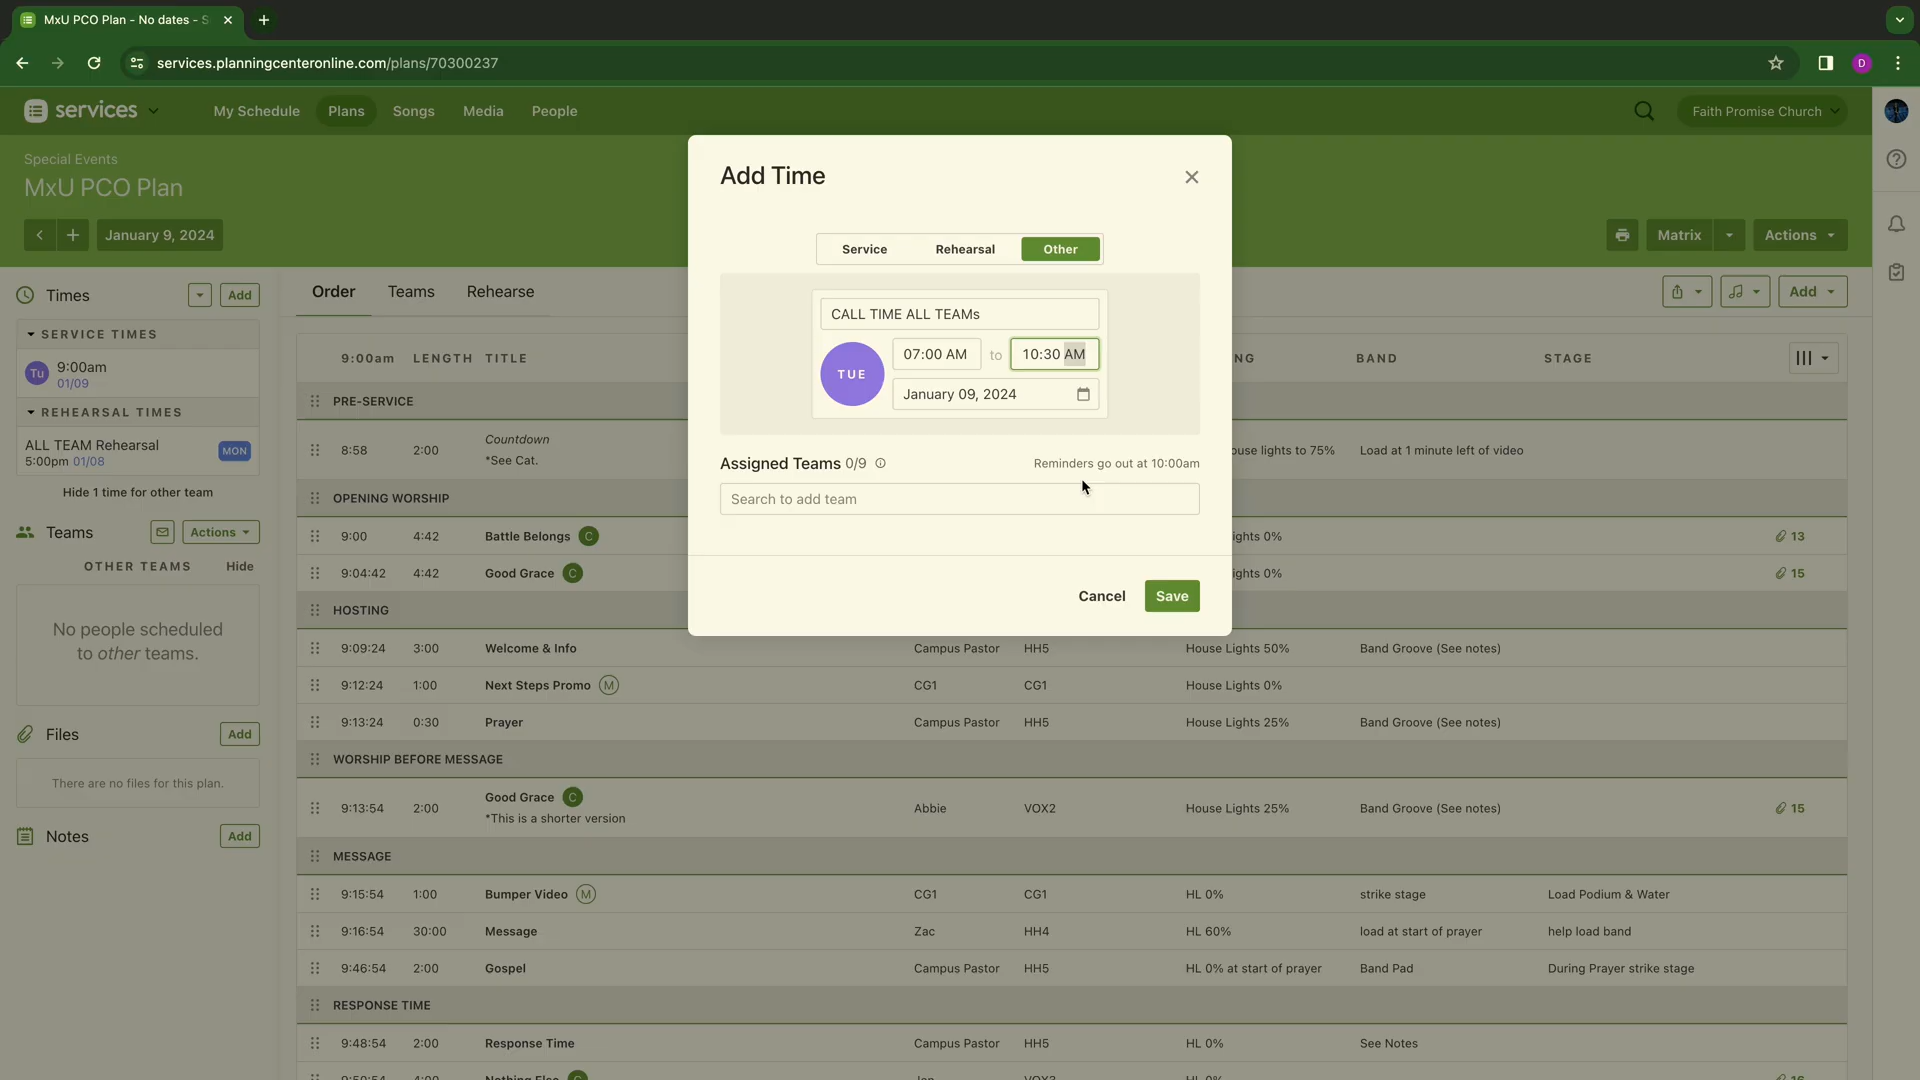 MxU PCO Plan - No dates - S
services.planningcenteronline.com/plans/70300237
D
services
My Schedule
Plans
Songs
Media
People
Faith Promise Church
Special Events
MxU PCO Plan
January 9, 2024
Matrix
Actions
Times
Add
SERVICE TIMES
Tu
9:00am
01/09
REHEARSAL TIMES
ALL TEAM Rehearsal
5:00pm 01/08
MON
Hide 1 time for other team
Teams
Actions
OTHER TEAMS
Hide
No people scheduled
to other teams.
Files
Add
There are no files for this plan.
Notes
Add
Order
Teams
Rehearse
Add
9:00am LENGTH TITLE
NG BAND STAGE
PRE-SERVICE
8:58 2:00 Countdown
*See Cat.
ouse lights to 75% Load at 1 minute left of video
OPENING WORSHIP
9:00 4:42 Battle Belongs C
ights 0% 13
9:04:42 4:42 Good Grace C
ights 0% 15
HOSTING
9:09:24 3:00 Welcome & Info Campus Pastor HH5 House Lights 50% Band Groove (See notes)
9:12:24 1:00 Next Steps Promo M CG1 CG1 House Lights 0%
9:13:24 0:30 Prayer Campus Pastor HH5 House Lights 25% Band Groove (See notes)
WORSHIP BEFORE MESSAGE
9:13:54 2:00 Good Grace C Abbie VOX2 House Lights 25% Band Groove (See notes) 15
*This is a shorter version
MESSAGE
9:15:54 1:00 Bumper Video M CG1 CG1 HL 0% strike stage Load Podium & Water
9:16:54 30:00 Message Zac HH4 HL 60% load at start of prayer help load band
9:46:54 2:00 Gospel Campus Pastor HH5 HL 0% at start of prayer Band Pad During Prayer strike stage
RESPONSE TIME
9:48:54 2:00 Response Time Campus Pastor HH5 HL 0% See Notes
9:50:54 4:00 Nothing Else C Jen VOX3 HL 0% 16
Add Time
Service
Rehearsal
Other
CALL TIME ALL TEAMs
TUE
07:00 AM to 10:30 AM
January 09, 2024
Assigned Teams 0/9
Reminders go out at 10:00am
Search to add team
Cancel
Save